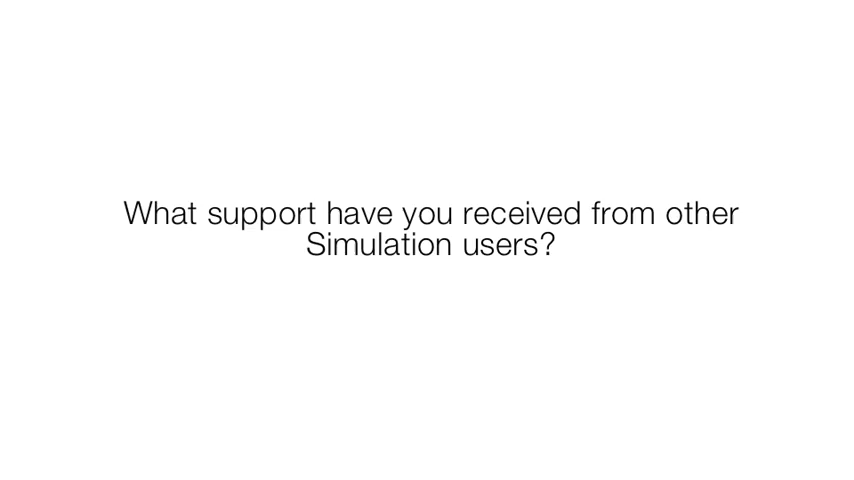 What support have you received from other
Simulation users?